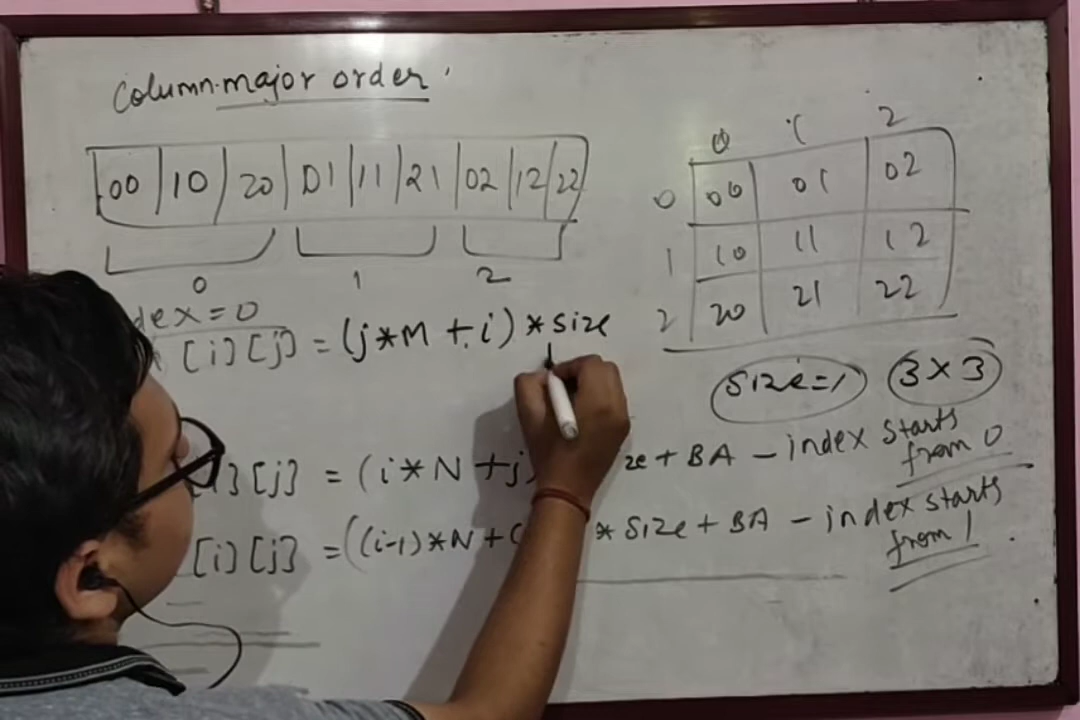 Column-major order
00 | 10 | 20 | 01 | 11 | 21 | 02 | 12 | 22
0 1 2
0 1 2
0 00 01 02
1 10 11 12
2 20 21 22
dex=0
[i][j] = (j*M + i) * size
size=1 3x3
][j] = (i*N + j ze + BA - index starts from 0
[i][j] = ((i-1)*N + ( * size + BA - index starts from 1